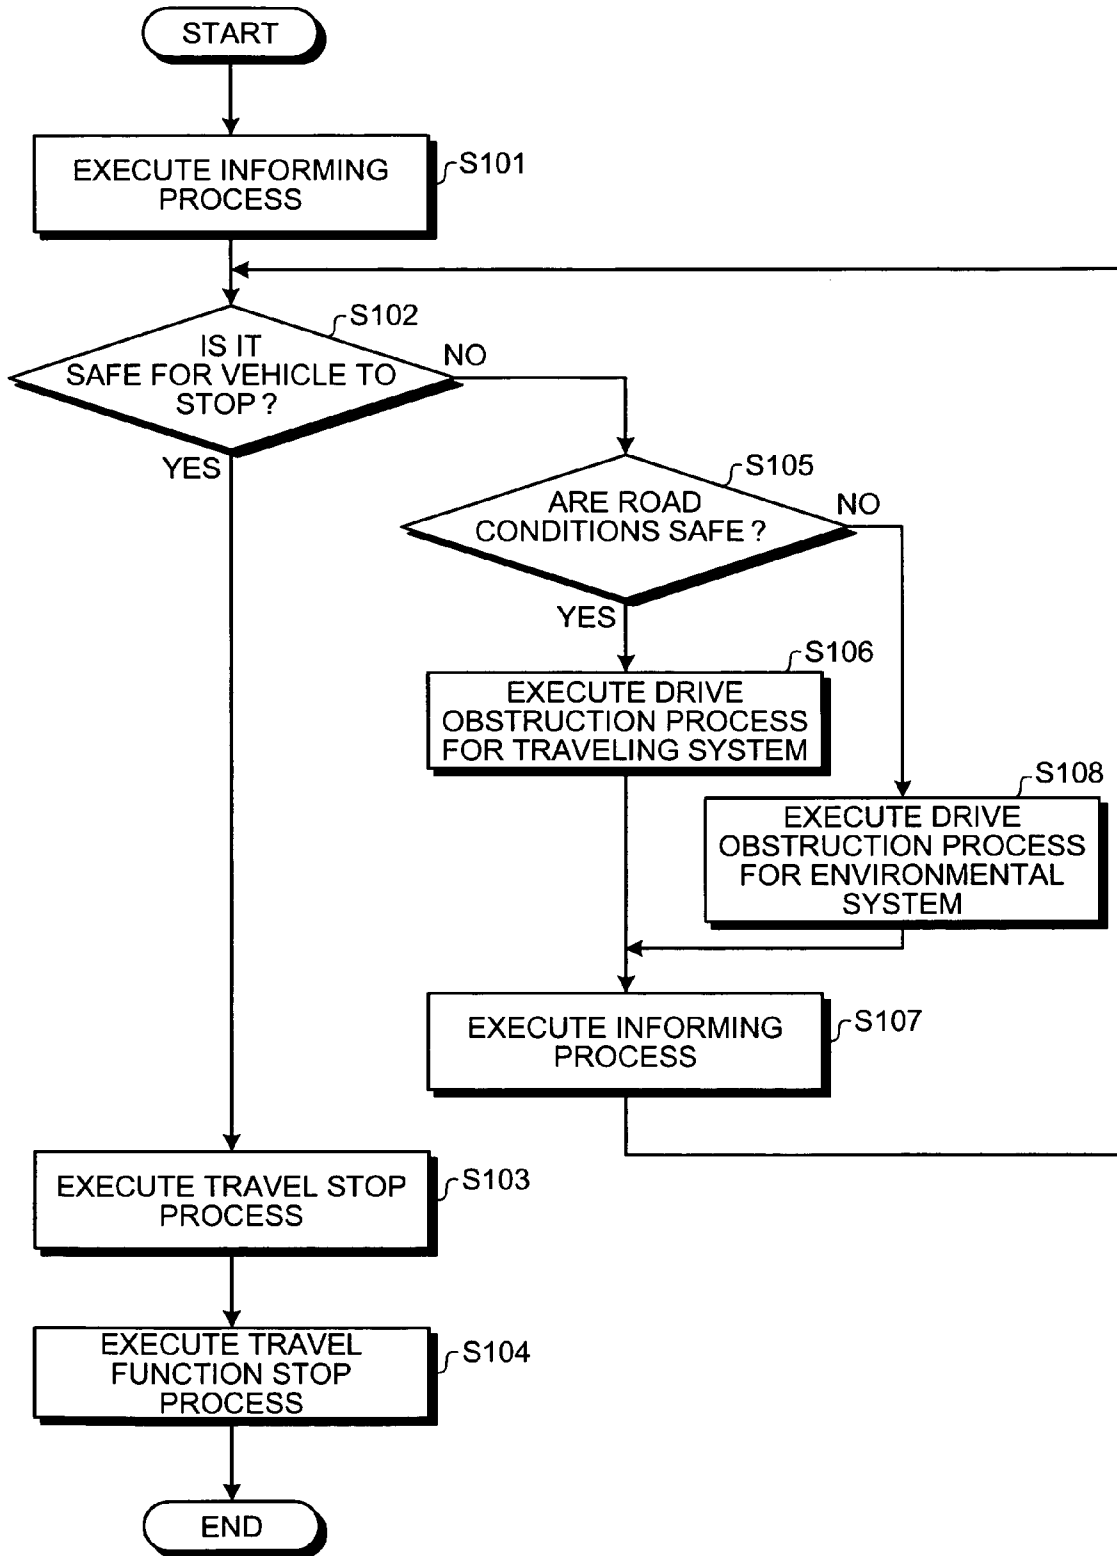 START
EXECUTE INFORMING
PROCESS
S101
IS IT
SAFE FOR VEHICLE TO
STOP ?
S102
NO
YES
ARE ROAD
CONDITIONS SAFE ?
S105
NO
YES
EXECUTE DRIVE
OBSTRUCTION PROCESS
FOR TRAVELING SYSTEM
S106
EXECUTE DRIVE
OBSTRUCTION PROCESS
FOR ENVIRONMENTAL
SYSTEM
S108
EXECUTE INFORMING
PROCESS
S107
EXECUTE TRAVEL STOP
PROCESS
S103
EXECUTE TRAVEL
FUNCTION STOP
PROCESS
S104
END